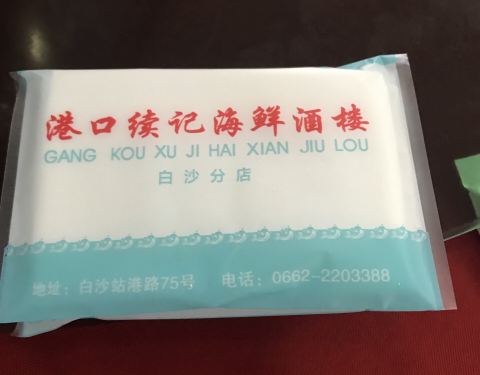 港口续记海鲜酒楼
GANG KOU XU JI HAI XIAN JIU LOU
白沙分店
地址：白沙站港路75号 电话：0662-2203388